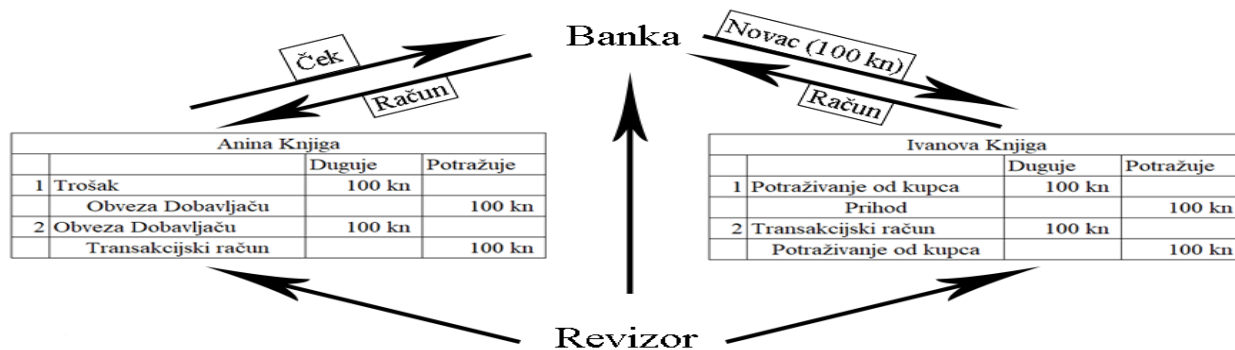 Banka
Ček
Račun
Novac (100 kn)
Račun
Anina Knjiga
Duguje Potražuje
1 Trošak 100 kn
Obveza Dobavljaču 100 kn
2 Obveza Dobavljaču 100 kn
Transakcijski račun 100 kn
Ivanova Knjiga
Duguje Potražuje
1 Potraživanje od kupca 100 kn
Prihod 100 kn
2 Transakcijski račun 100 kn
Potraživanje od kupca 100 kn
Revizor